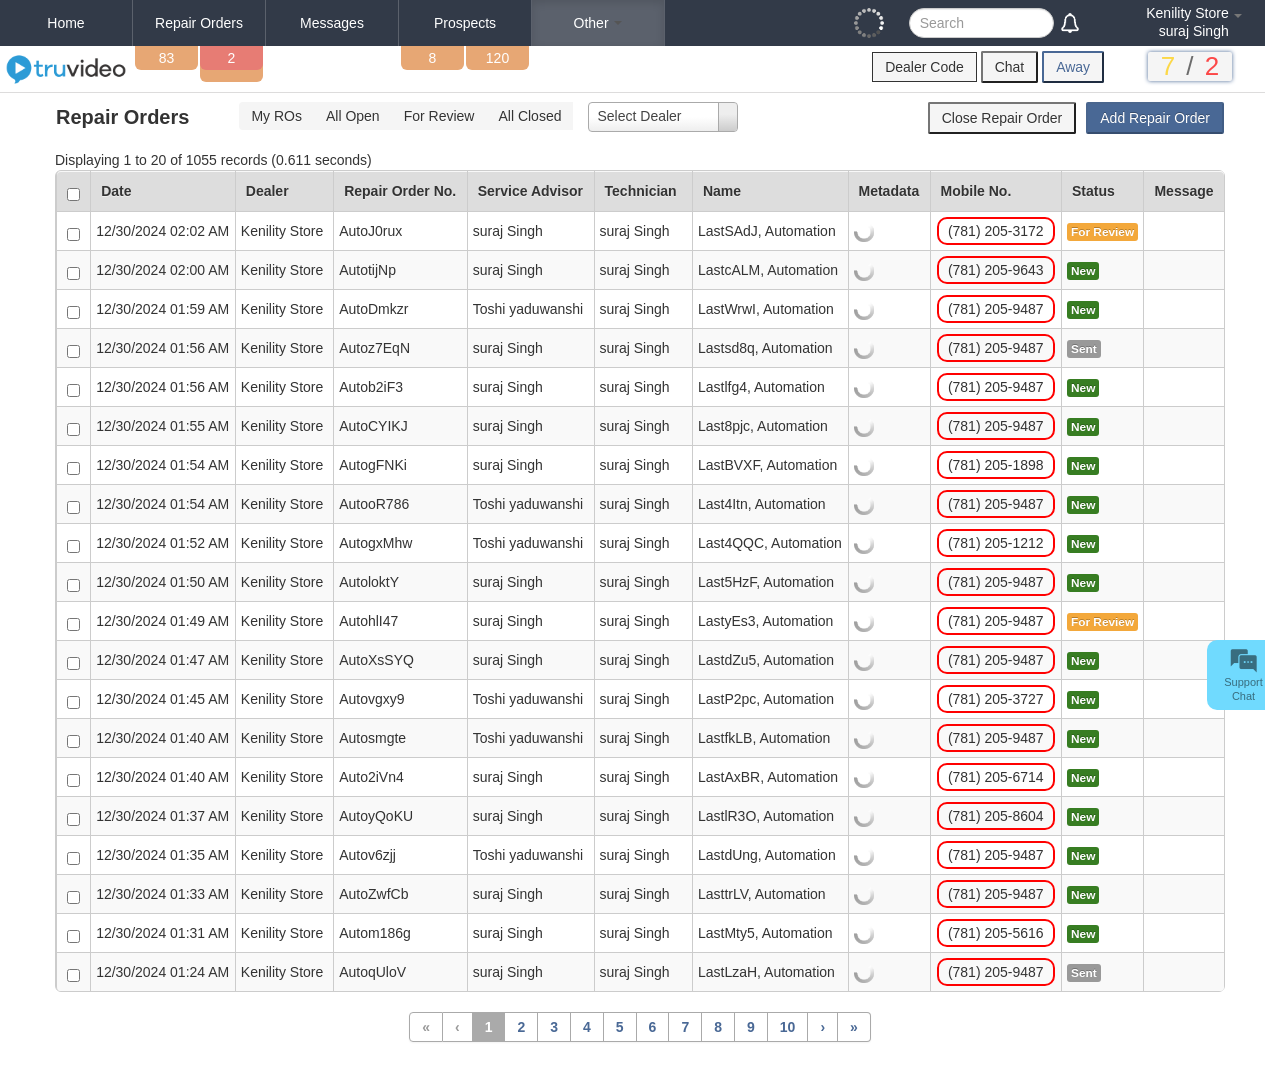 Home Repair Orders Messages Prospects Other Search Kenility Store
suraj Singh
83 2 8 120
truvideo Dealer Code Chat Away 7 / 2
Repair Orders My ROs All Open For Review All Closed Select Dealer Close Repair Order Add Repair Order
Displaying 1 to 20 of 1055 records (0.611 seconds)
Date Dealer Repair Order No. Service Advisor Technician Name Metadata Mobile No. Status Message
12/30/2024 02:02 AM Kenility Store AutoJ0rux suraj Singh suraj Singh LastSAdJ, Automation (781) 205-3172 For Review
12/30/2024 02:00 AM Kenility Store AutotijNp suraj Singh suraj Singh LastcALM, Automation (781) 205-9643 New
12/30/2024 01:59 AM Kenility Store AutoDmkzr Toshi yaduwanshi suraj Singh LastWrwI, Automation (781) 205-9487 New
12/30/2024 01:56 AM Kenility Store Autoz7EqN suraj Singh suraj Singh Lastsd8q, Automation (781) 205-9487 Sent
12/30/2024 01:56 AM Kenility Store Autob2iF3 suraj Singh suraj Singh Lastlfg4, Automation (781) 205-9487 New
12/30/2024 01:55 AM Kenility Store AutoCYIKJ suraj Singh suraj Singh Last8pjc, Automation (781) 205-9487 New
12/30/2024 01:54 AM Kenility Store AutogFNKi suraj Singh suraj Singh LastBVXF, Automation (781) 205-1898 New
12/30/2024 01:54 AM Kenility Store AutooR786 Toshi yaduwanshi suraj Singh Last4Itn, Automation (781) 205-9487 New
12/30/2024 01:52 AM Kenility Store AutogxMhw Toshi yaduwanshi suraj Singh Last4QQC, Automation (781) 205-1212 New
12/30/2024 01:50 AM Kenility Store AutoloktY suraj Singh suraj Singh Last5HzF, Automation (781) 205-9487 New
12/30/2024 01:49 AM Kenility Store AutohlI47 suraj Singh suraj Singh LastyEs3, Automation (781) 205-9487 For Review
12/30/2024 01:47 AM Kenility Store AutoXsSYQ suraj Singh suraj Singh LastdZu5, Automation (781) 205-9487 New
12/30/2024 01:45 AM Kenility Store Autovgxy9 Toshi yaduwanshi suraj Singh LastP2pc, Automation (781) 205-3727 New
Support
Chat
12/30/2024 01:40 AM Kenility Store Autosmgte Toshi yaduwanshi suraj Singh LastfkLB, Automation (781) 205-9487 New
12/30/2024 01:40 AM Kenility Store Auto2iVn4 suraj Singh suraj Singh LastAxBR, Automation (781) 205-6714 New
12/30/2024 01:37 AM Kenility Store AutoyQoKU suraj Singh suraj Singh LastlR3O, Automation (781) 205-8604 New
12/30/2024 01:35 AM Kenility Store Autov6zjj Toshi yaduwanshi suraj Singh LastdUng, Automation (781) 205-9487 New
12/30/2024 01:33 AM Kenility Store AutoZwfCb suraj Singh suraj Singh LasttrLV, Automation (781) 205-9487 New
12/30/2024 01:31 AM Kenility Store Autom186g suraj Singh suraj Singh LastMty5, Automation (781) 205-5616 New
12/30/2024 01:24 AM Kenility Store AutoqUloV suraj Singh suraj Singh LastLzaH, Automation (781) 205-9487 Sent
« ‹ 1 2 3 4 5 6 7 8 9 10 › »